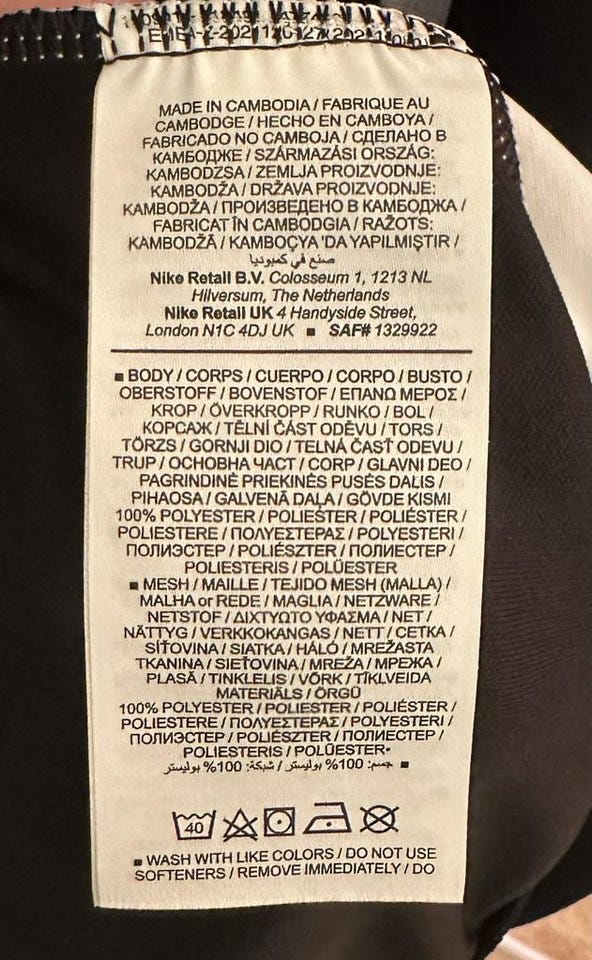 MADE IN CAMBODIA / FABRIQUE AU
CAMBODGE / HECHO EN CAMBOYA /
FABRICADO NO CAMBOJA / СДЕЛАНО В
КАМБОДЖЕ / SZÁRMAZÁSI ORSZÁG:
KAMBODZSA / ZEMLJA PROIZVODNJE:
KAMBODŽA / DRŽAVA PROIZVODNJE:
KAMBODŽA / ПРОИЗВЕДЕНО В КАМБОДЖА /
FABRICAT ÎN CAMBODGIA / RAŽOTS:
KAMBODŽĀ / KAMBOÇYA 'DA YAPILMIŞTIR /
صنع في كمبوديا
Nike Retail B.V. Colosseum 1, 1213 NL
Hilversum, The Netherlands
Nike Retail UK 4 Handyside Street,
London N1C 4DJ UK ■ SAF# 1329922
■ BODY / CORPS / CUERPO / CORPO / BUSTO /
OBERSTOFF / BOVENSTOF / ΕΠΑΝΩ ΜΕΡΟΣ /
KROP / ÖVERKROPP / RUNKO / BOL /
КОРСАЖ / TĚLNÍ ČÁST ODĚVU / TORS /
TÖRZS / GORNJI DIO / TELNÁ ČASŤ ODEVU /
TRUP / ОСНОВНА ЧАСТ / CORP / GLAVNI DEO /
PAGRINDINĖ PRIEKINĖS PUSĖS DALIS /
PIHAOSA / GALVENĀ DAĻA / GÖVDE KISMI
100% POLYESTER / POLIÉSTER / POLIÉSTER /
POLIESTERE / ΠΟΛΥΕΣΤΕΡΑΣ / POLYESTERI /
ПОЛИЭСТЕР / POLIÉSZTER / ПОЛИЕСТЕР /
POLIESTERIS / POLÜESTER
■ MESH / MAILLE / TEJIDO MESH (MALLA) /
MALHA or REDE / MAGLIA / NETZWARE /
NETSTOF / ΔΙΧΤΥΩΤΟ ΥΦΑΣΜΑ / NET /
NÄTTYG / VERKKOKANGAS / NETT / СЕТКА /
SÍŤOVINA / SIATKA / HÁLÓ / MREŽASTA
TKANINA / SIEŤOVINA / MREŽA / МРЕЖА /
PLASĂ / TINKLELIS / VÕRK / TĪKLVEIDA
MATERIĀLS / ÖRGÜ
100% POLYESTER / POLIESTER / POLIÉSTER /
POLIESTERE / ΠΟΛΥΕΣΤΕΡΑΣ / POLYESTERI /
ПОЛИЭСТЕР / POLIÉSZTER / ПОЛИЕСТЕР /
POLIESTERIS / POLÜESTER•
■ جسم: 100% بوليستر / شبكة: 100% بوليستر
40
■ WASH WITH LIKE COLORS / DO NOT USE
SOFTENERS / REMOVE IMMEDIATELY / DO